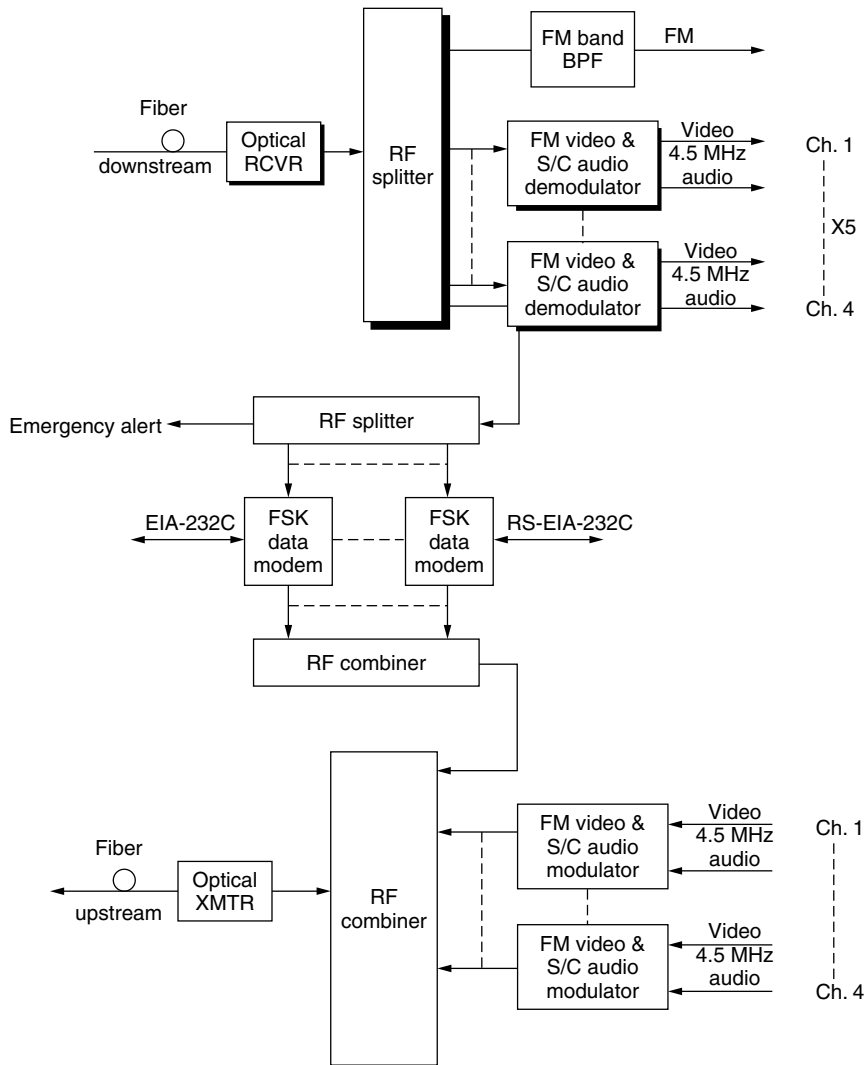 FM band
BPF
FM
Fiber
downstream
Optical
RCVR
RF
splitter
FM video &
S/C audio
demodulator
Video
4.5 MHz
audio
Ch. 1
X5
FM video &
S/C audio
demodulator
Video
4.5 MHz
audio
Ch. 4
Emergency alert
RF splitter
EIA-232C
FSK
data
modem
FSK
data
modem
RS-EIA-232C
RF combiner
Fiber
upstream
Optical
XMTR
RF
combiner
FM video &
S/C audio
modulator
Video
4.5 MHz
audio
Ch. 1
FM video &
S/C audio
modulator
Video
4.5 MHz
audio
Ch. 4